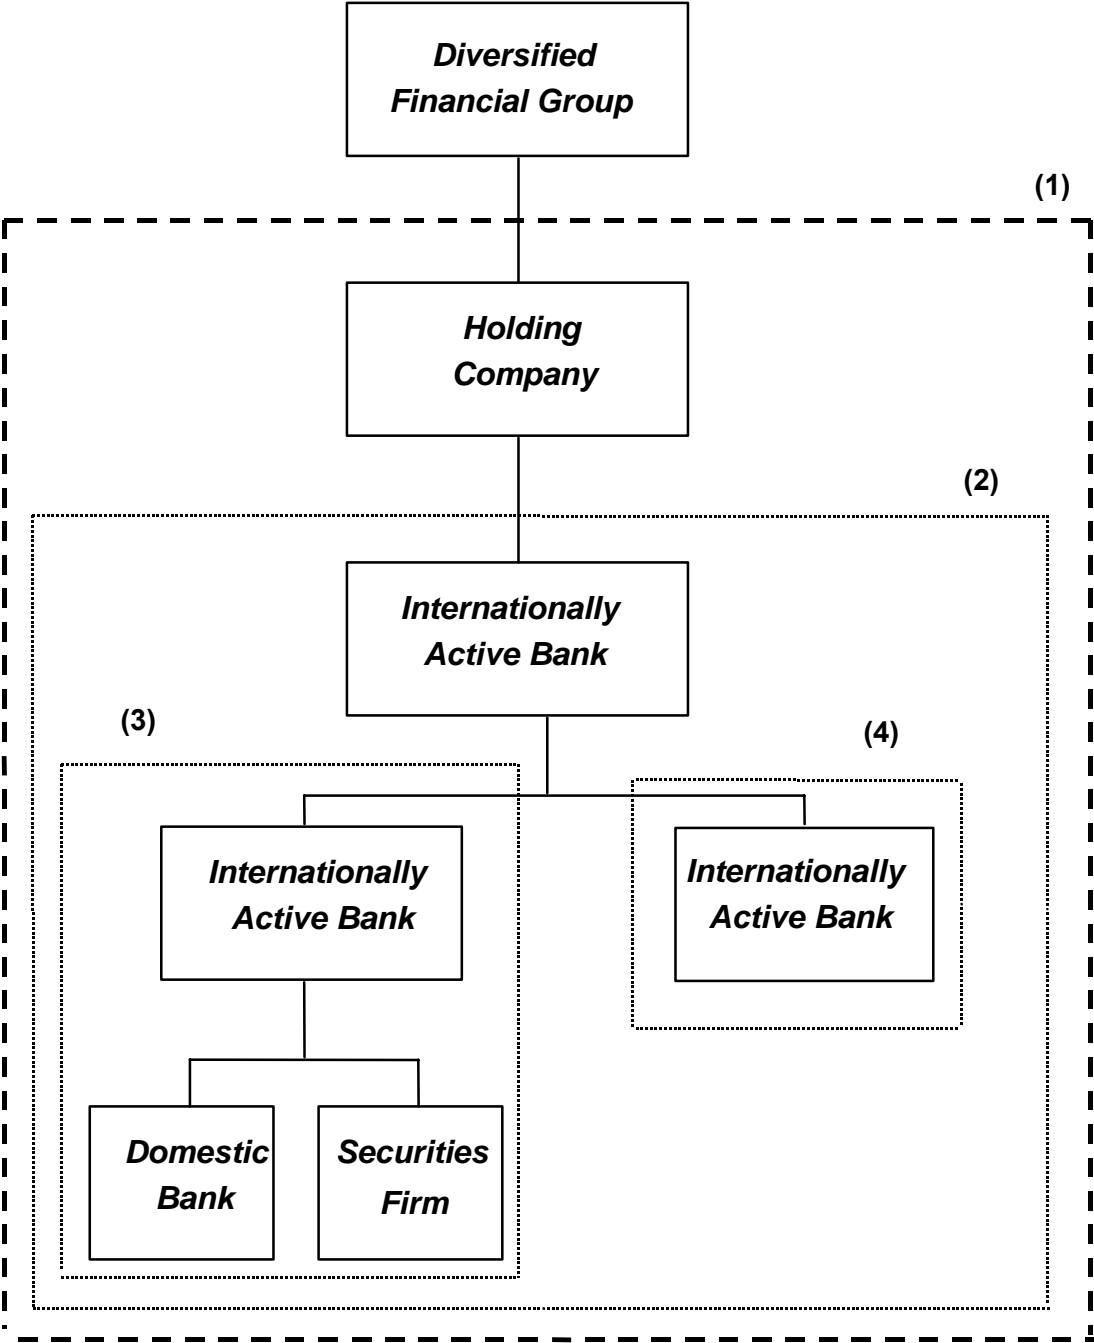 Diversified
Financial Group
(1)
Holding
Company
(2)
Internationally
Active Bank
(3)
(4)
Internationally
Active Bank
Internationally
Active Bank
Domestic
Bank
Securities
Firm